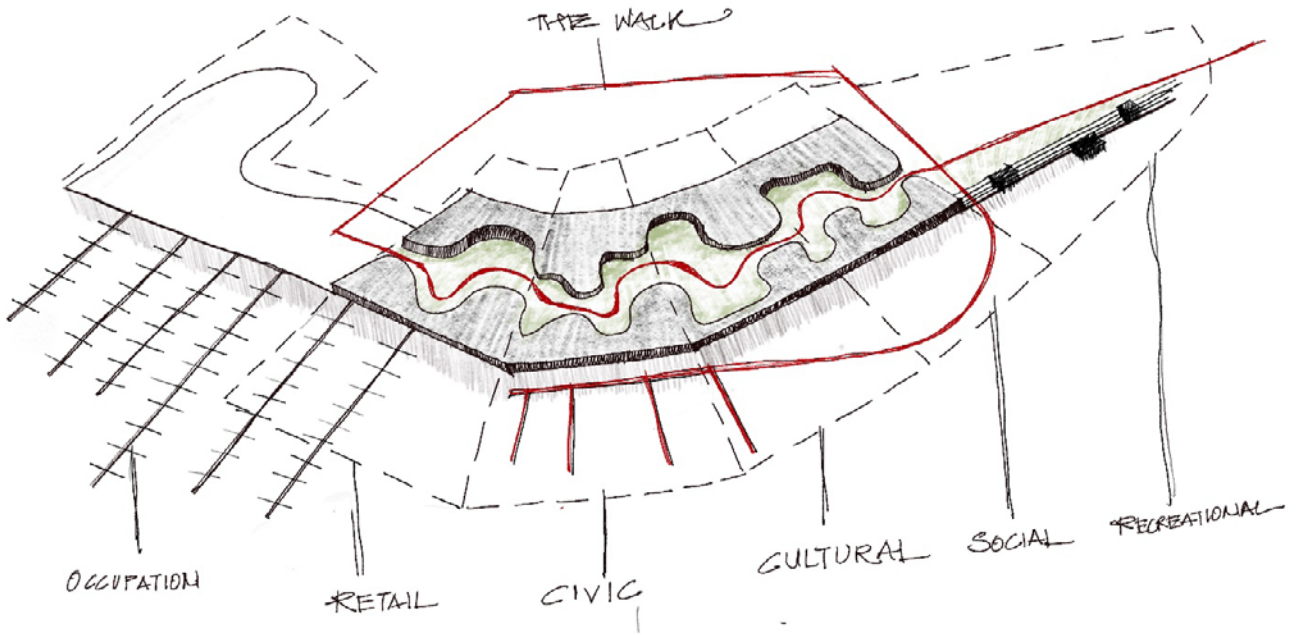 THE WALK
OCCUPATION
RETAIL
CIVIC
CULTURAL
SOCIAL
RECREATIONAL